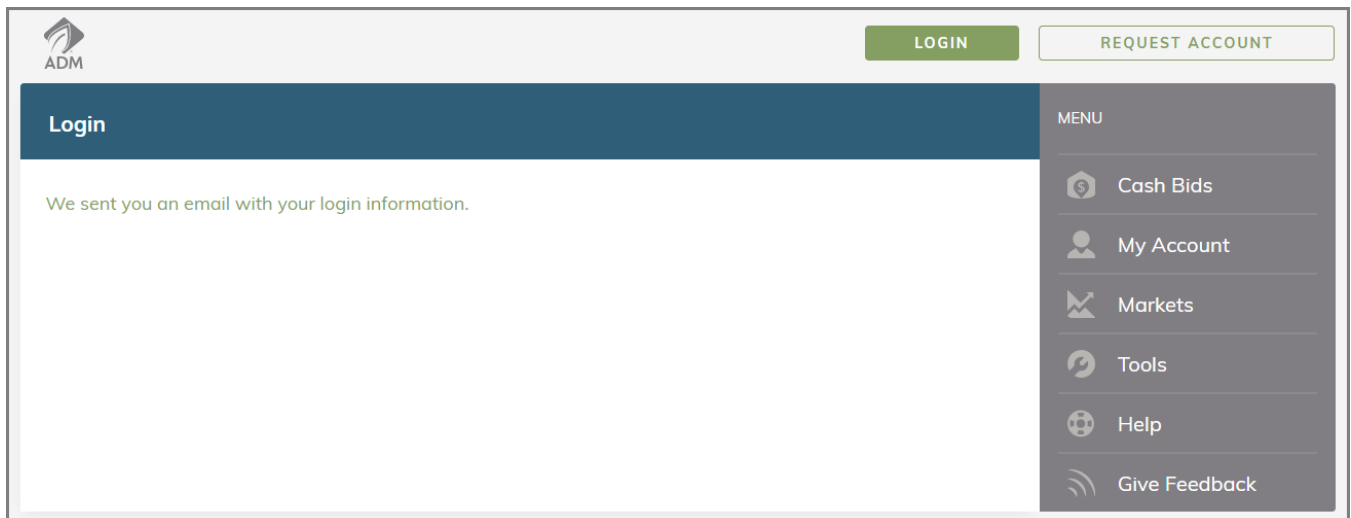 ADM
LOGIN
REQUEST ACCOUNT
Login
We sent you an email with your login information.
MENU
Cash Bids
My Account
Markets
Tools
Help
Give Feedback